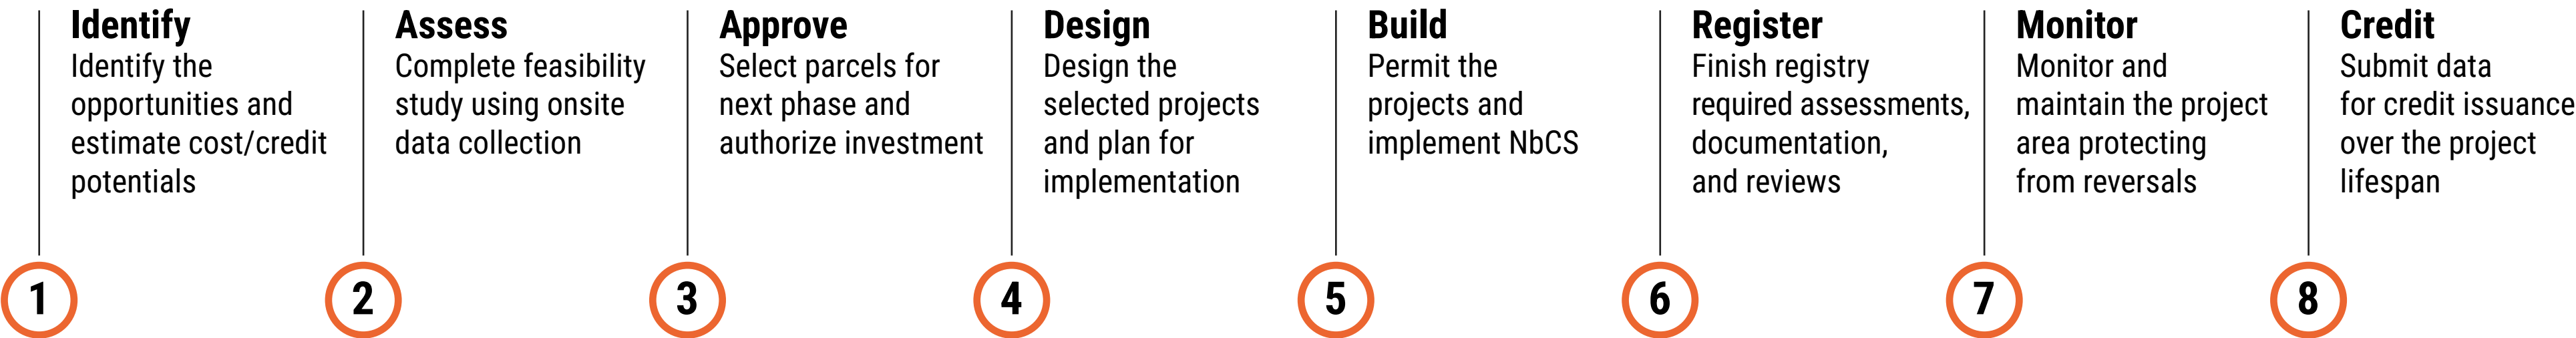 Identify
Identify the
opportunities and
estimate cost/credit
potentials
1
Assess
Complete feasibility
study using onsite
data collection
2
Approve
Select parcels for
next phase and
authorize investment
3
Design
Design the
selected projects
and plan for
implementation
4
Build
Permit the
projects and
implement NbCS
5
Register
Finish registry
required assessments,
documentation,
and reviews
6
Monitor
Monitor and
maintain the project
area protecting
from reversals
7
Credit
Submit data
for credit issuance
over the project
lifespan
8